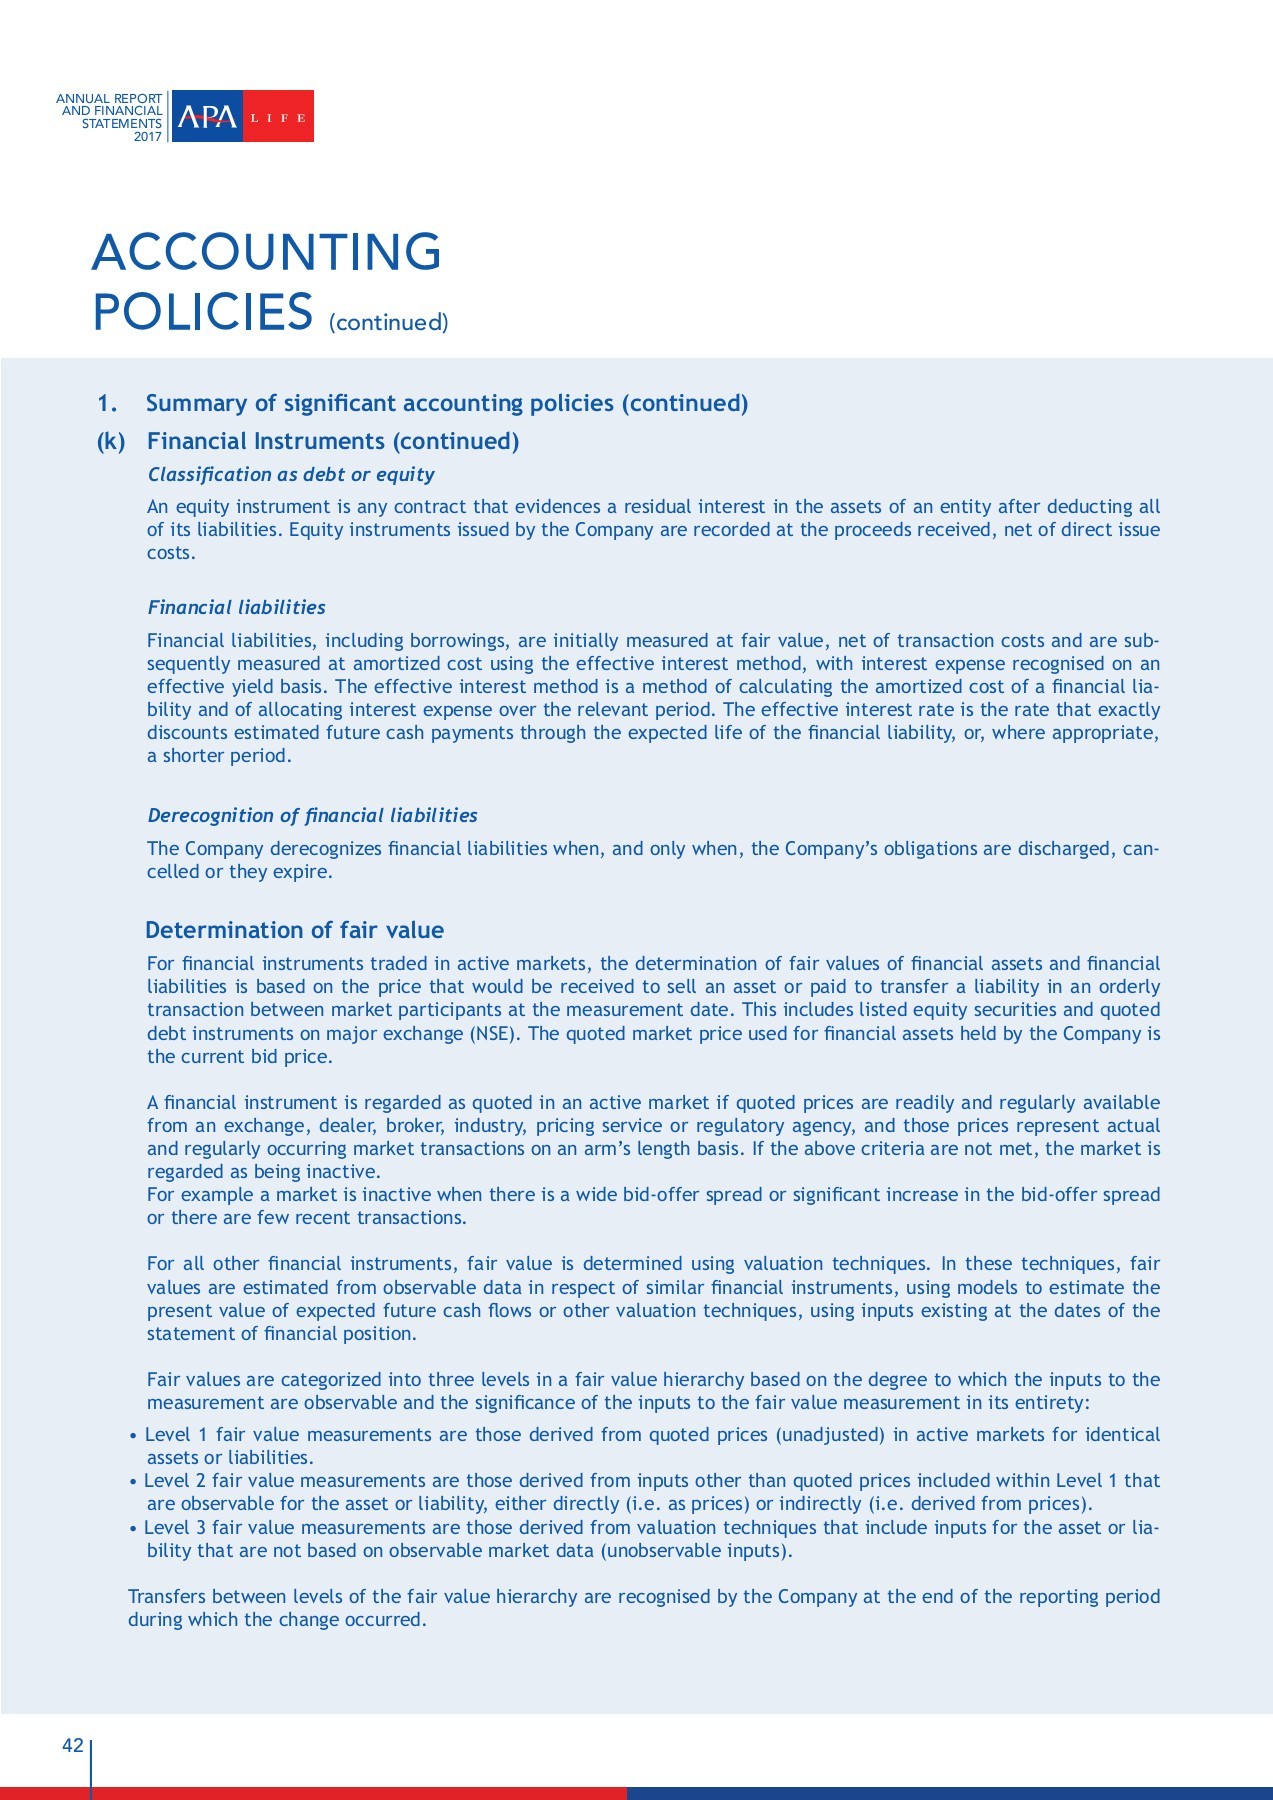 ANNUAL REPORT
AND FINANCIAL
STATEMENTS
2017
APA LIFE
ACCOUNTING
POLICIES (continued)
1. Summary of significant accounting policies (continued)
(k) Financial Instruments (continued)
Classification as debt or equity
An equity instrument is any contract that evidences a residual interest in the assets of an entity after deducting all
of its liabilities. Equity instruments issued by the Company are recorded at the proceeds received, net of direct issue
costs.
Financial liabilities
Financial liabilities, including borrowings, are initially measured at fair value, net of transaction costs and are sub-
sequently measured at amortized cost using the effective interest method, with interest expense recognised on an
effective yield basis. The effective interest method is a method of calculating the amortized cost of a financial lia-
bility and of allocating interest expense over the relevant period. The effective interest rate is the rate that exactly
discounts estimated future cash payments through the expected life of the financial liability, or, where appropriate,
a shorter period.
Derecognition of financial liabilities
The Company derecognizes financial liabilities when, and only when, the Company’s obligations are discharged, can-
celled or they expire.
Determination of fair value
For financial instruments traded in active markets, the determination of fair values of financial assets and financial
liabilities is based on the price that would be received to sell an asset or paid to transfer a liability in an orderly
transaction between market participants at the measurement date. This includes listed equity securities and quoted
debt instruments on major exchange (NSE). The quoted market price used for financial assets held by the Company is
the current bid price.
A financial instrument is regarded as quoted in an active market if quoted prices are readily and regularly available
from an exchange, dealer, broker, industry, pricing service or regulatory agency, and those prices represent actual
and regularly occurring market transactions on an arm’s length basis. If the above criteria are not met, the market is
regarded as being inactive.
For example a market is inactive when there is a wide bid-offer spread or significant increase in the bid-offer spread
or there are few recent transactions.
For all other financial instruments, fair value is determined using valuation techniques. In these techniques, fair
values are estimated from observable data in respect of similar financial instruments, using models to estimate the
present value of expected future cash flows or other valuation techniques, using inputs existing at the dates of the
statement of financial position.
Fair values are categorized into three levels in a fair value hierarchy based on the degree to which the inputs to the
measurement are observable and the significance of the inputs to the fair value measurement in its entirety:
• Level 1 fair value measurements are those derived from quoted prices (unadjusted) in active markets for identical
assets or liabilities.
• Level 2 fair value measurements are those derived from inputs other than quoted prices included within Level 1 that
are observable for the asset or liability, either directly (i.e. as prices) or indirectly (i.e. derived from prices).
• Level 3 fair value measurements are those derived from valuation techniques that include inputs for the asset or lia-
bility that are not based on observable market data (unobservable inputs).
Transfers between levels of the fair value hierarchy are recognised by the Company at the end of the reporting period
during which the change occurred.
42